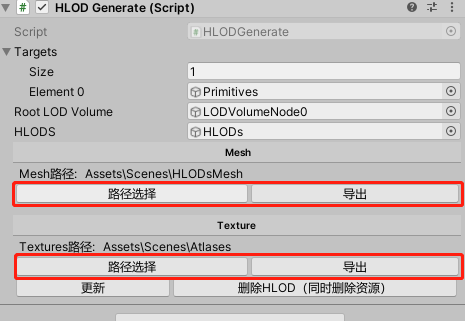 HLOD Generate (Script)
Script HLODGenerate
Targets
Size 1
Element 0 Primitives
Root LOD Volume LODVolumeNode0
HLODS HLODs
Mesh
Mesh路径: Assets\Scenes\HLODsMesh
路径选择 导出
Texture
Textures路径: Assets\Scenes\Atlases
路径选择 导出
更新 删除HLOD（同时删除资源）